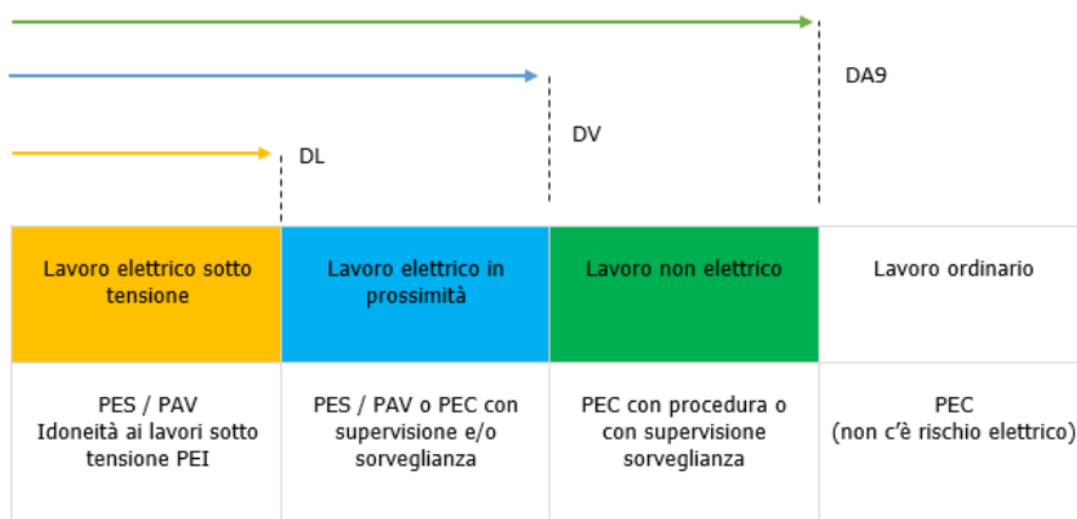 DA9
DV
DL
Lavoro elettrico sotto
tensione
Lavoro elettrico in
prossimità
Lavoro non elettrico
Lavoro ordinario
PES / PAV
Idoneità ai lavori sotto
tensione PEI
PES / PAV o PEC con
supervisione e/o
sorveglianza
PEC con procedura o
con supervisione
sorveglianza
PEC
(non c'è rischio elettrico)